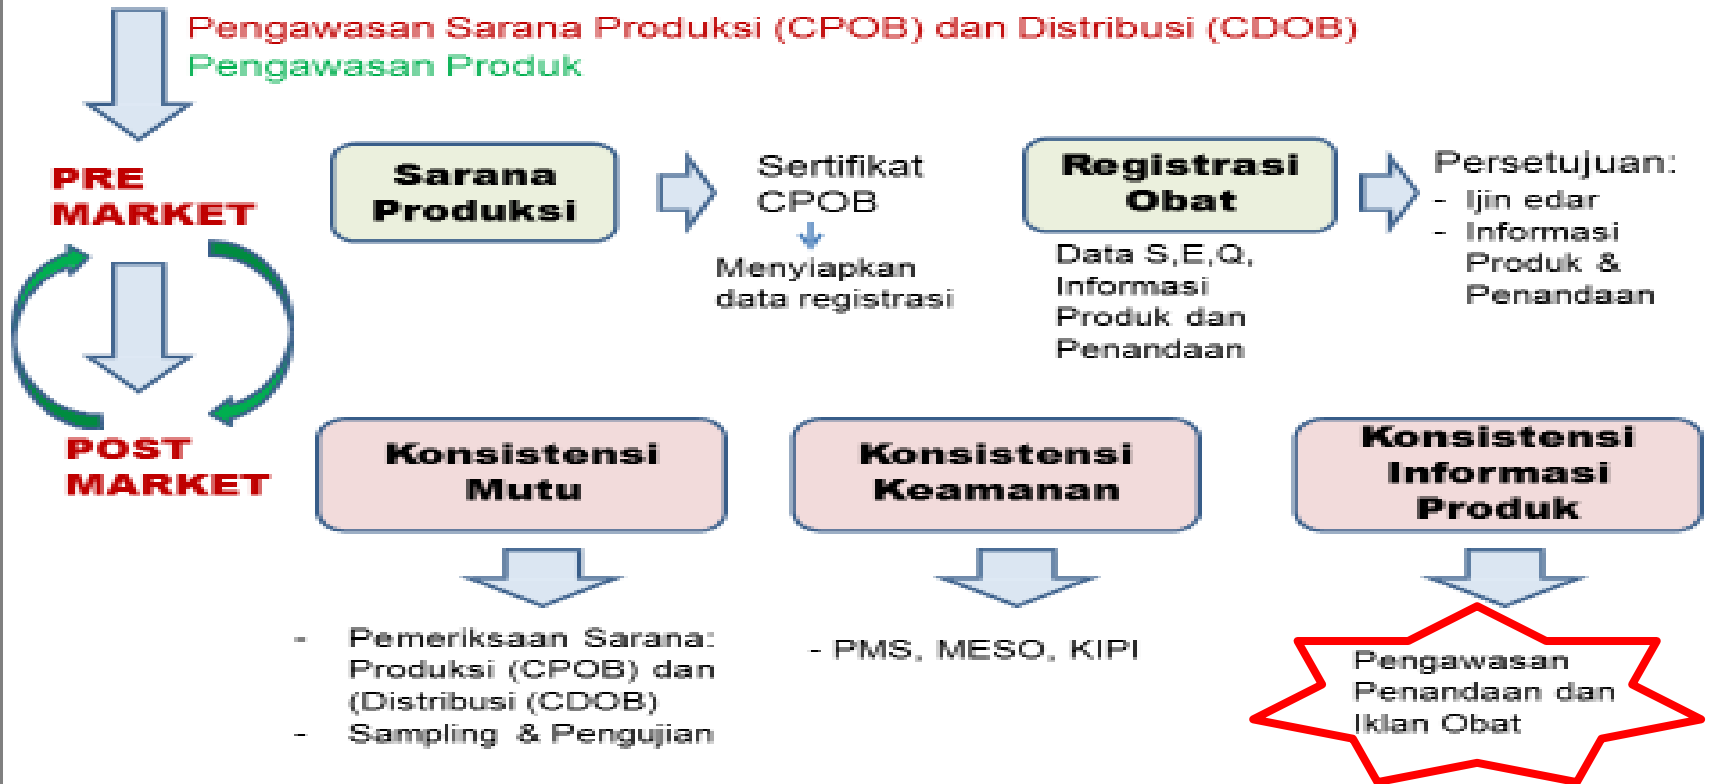 Pengawasan Sarana Produksi (CPOB) dan Distribusi (CDOB)
Pengawasan Produk
PRE
MARKET
Sarana
Produksi
Sertifikat
CPOB
Menyiapkan
data registrasi
Registrasi
Obat
Data S,E,Q,
Informasi
Produk dan
Penandaan
Persetujuan:
- Ijin edar
- Informasi
Produk &
Penandaan
POST
MARKET
Konsistensi
Mutu
Konsistensi
Keamanan
Konsistensi
Informasi
Produk
- Pemeriksaan Sarana:
Produksi (CPOB) dan
(Distribusi (CDOB)
- Sampling & Pengujian
- PMS, MESO, KIPI
Pengawasan
Penandaan dan
Iklan Obat